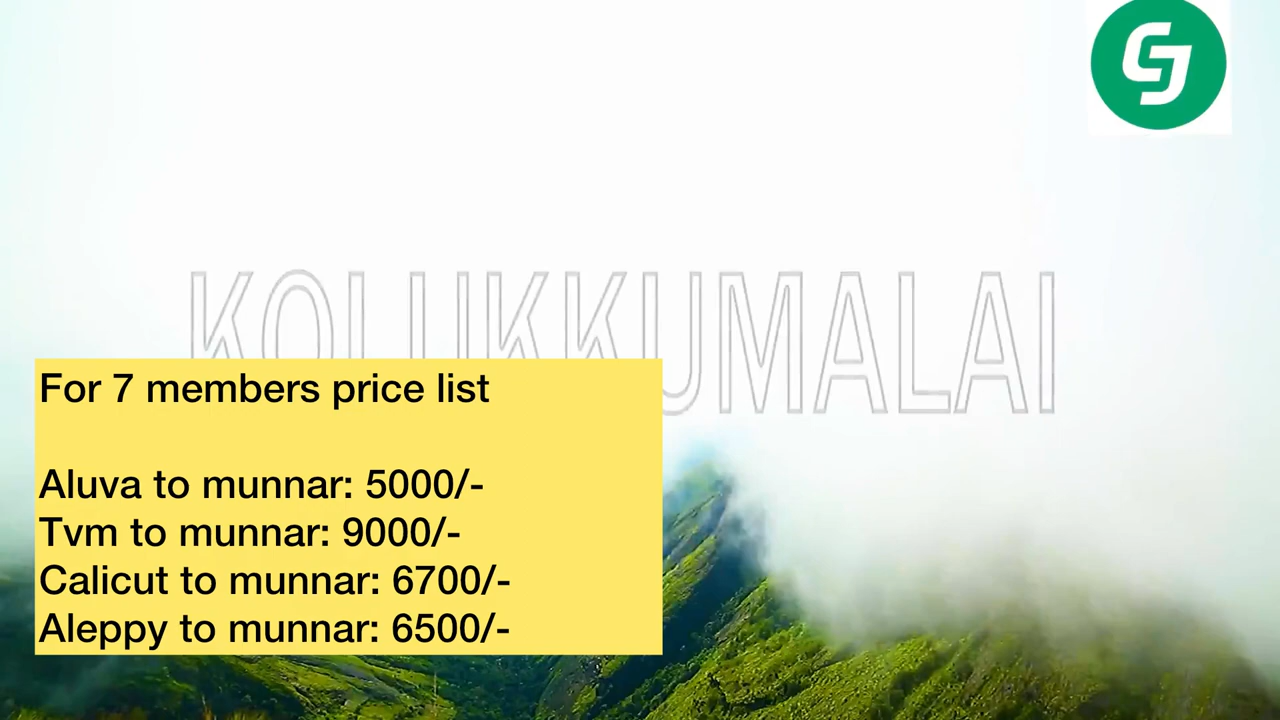 CJ
KOLUKKUMALAI
For 7 members price list
Aluva to munnar: 5000/-
Tvm to munnar: 9000/-
Calicut to munnar: 6700/-
Aleppy to munnar: 6500/-